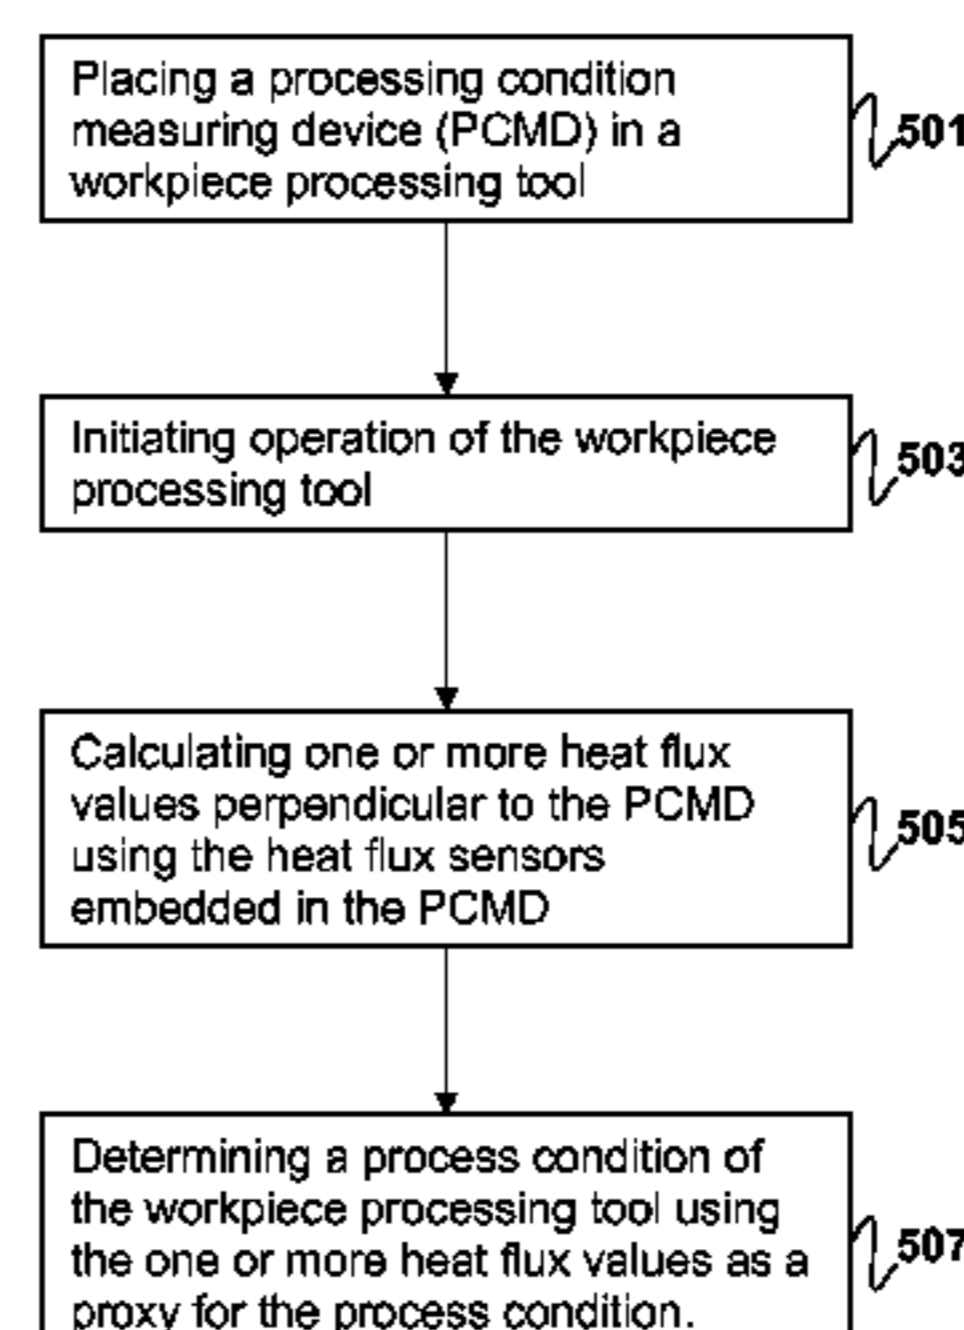 Placing a processing condition
measuring device (PCMD) in a
workpiece processing tool
501
Initiating operation of the workpiece
processing tool
503
Calculating one or more heat flux
values perpendicular to the PCMD
using the heat flux sensors
embedded in the PCMD
505
Determining a process condition of
the workpiece processing tool using
the one or more heat flux values as a
proxy for the process condition.
507